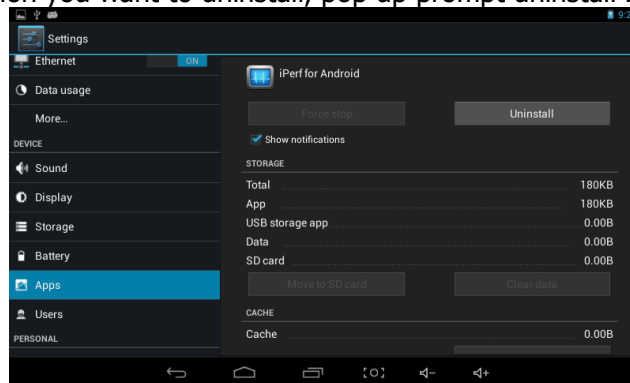 Settings
9:2
Ethernet
ON
Data usage
More...
DEVICE
Sound
Display
Storage
Battery
Apps
Users
PERSONAL
iPerf for Android
Force stop
Uninstall
Show notifications
STORAGE
Total 180KB
App 180KB
USB storage app 0.00B
Data 0.00B
SD card 0.00B
Move to SD card
Clear data
CACHE
Cache 0.00B